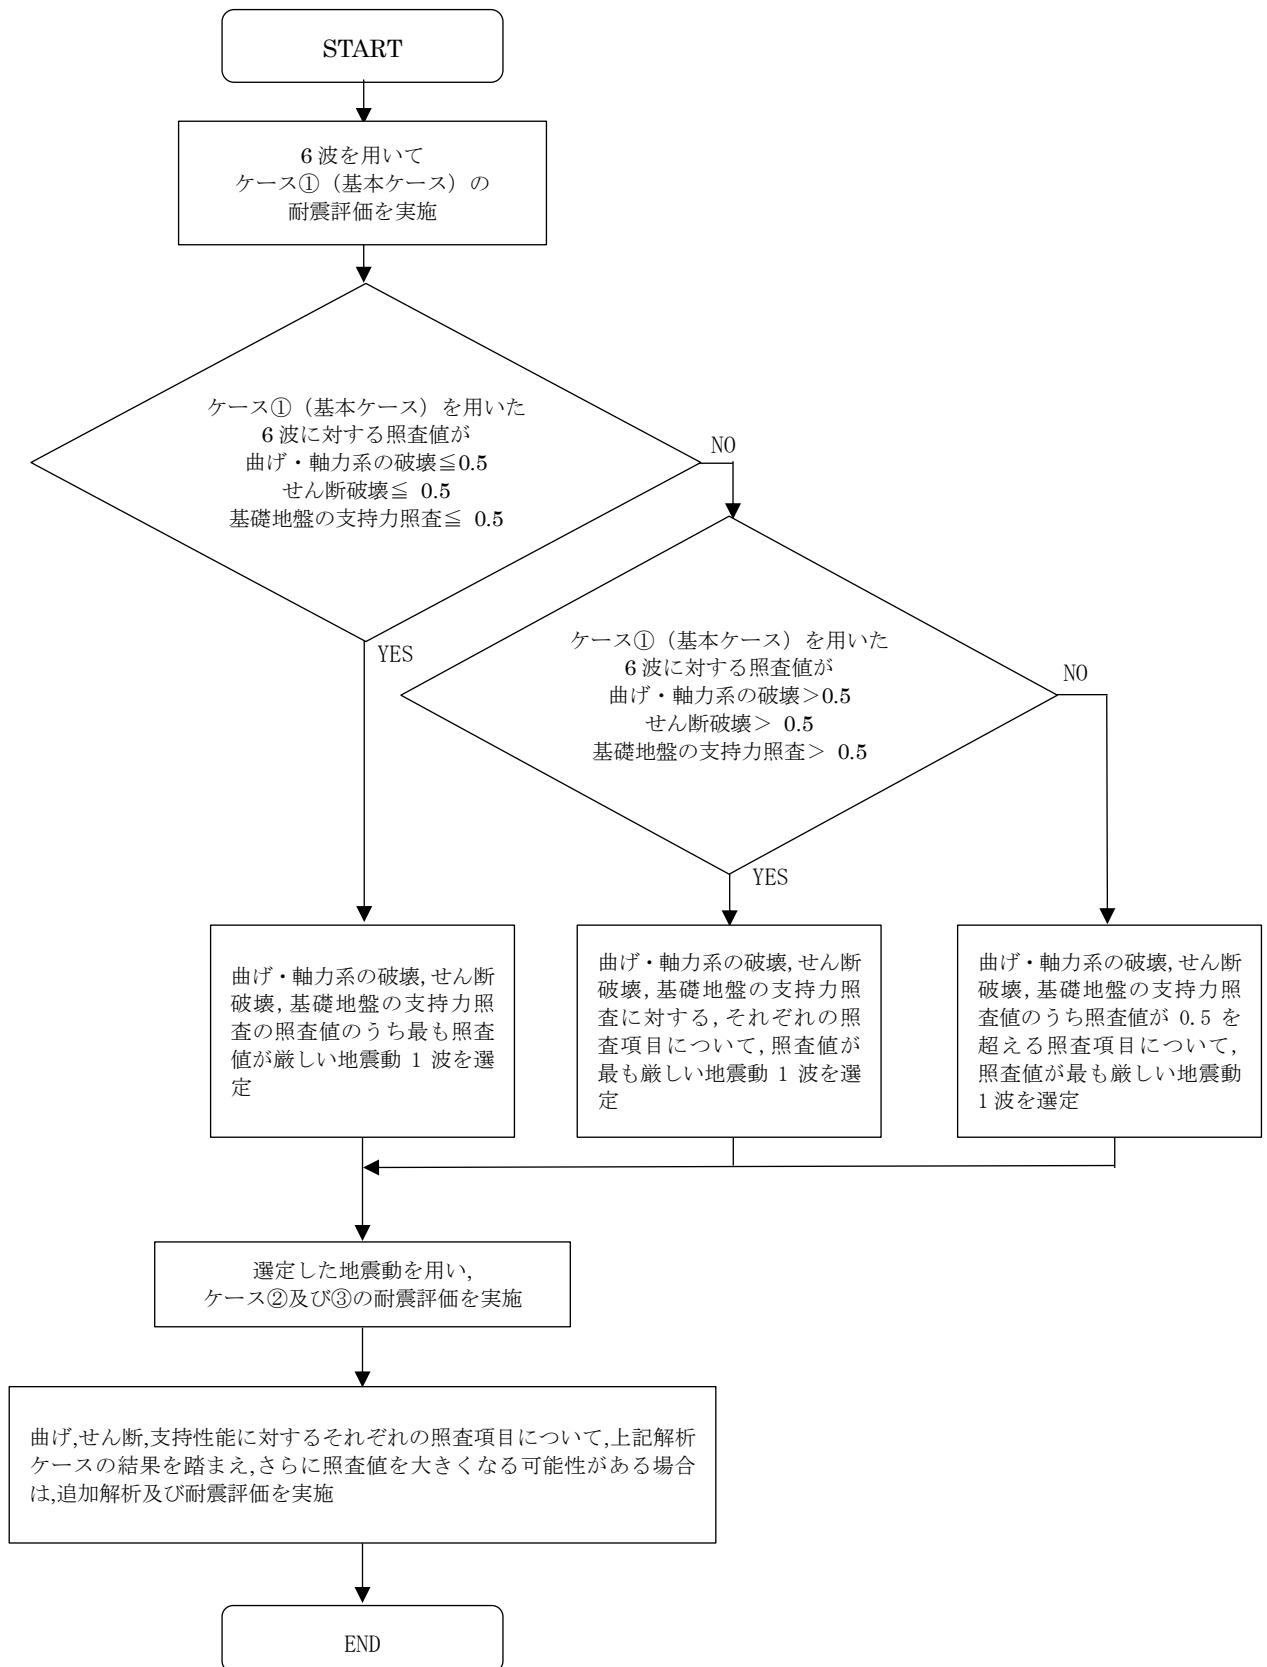 START
6 波を用いて
ケース①（基本ケース）の
耐震評価を実施
ケース①（基本ケース）を用いた
6 波に対する照査値が
曲げ・軸力系の破壊≦0.5
せん断破壊≦ 0.5
基礎地盤の支持力照査≦ 0.5
NO
YES
ケース①（基本ケース）を用いた
6 波に対する照査値が
曲げ・軸力系の破壊＞0.5
せん断破壊＞ 0.5
基礎地盤の支持力照査＞ 0.5
NO
YES
曲げ・軸力系の破壊,せん断
破壊,基礎地盤の支持力照
査の照査値のうち最も照査
値が厳しい地震動 1 波を選
定
曲げ・軸力系の破壊,せん断
破壊,基礎地盤の支持力照
査に対する,それぞれの照
査項目について,照査値が
最も厳しい地震動 1 波を選
定
曲げ・軸力系の破壊,せん断
破壊,基礎地盤の支持力照
査値のうち照査値が 0.5 を
超える照査項目について,
照査値が最も厳しい地震動
1 波を選定
選定した地震動を用い,
ケース②及び③の耐震評価を実施
曲げ,せん断,支持性能に対するそれぞれの照査項目について,上記解析
ケースの結果を踏まえ,さらに照査値を大きくなる可能性がある場合
は,追加解析及び耐震評価を実施
END